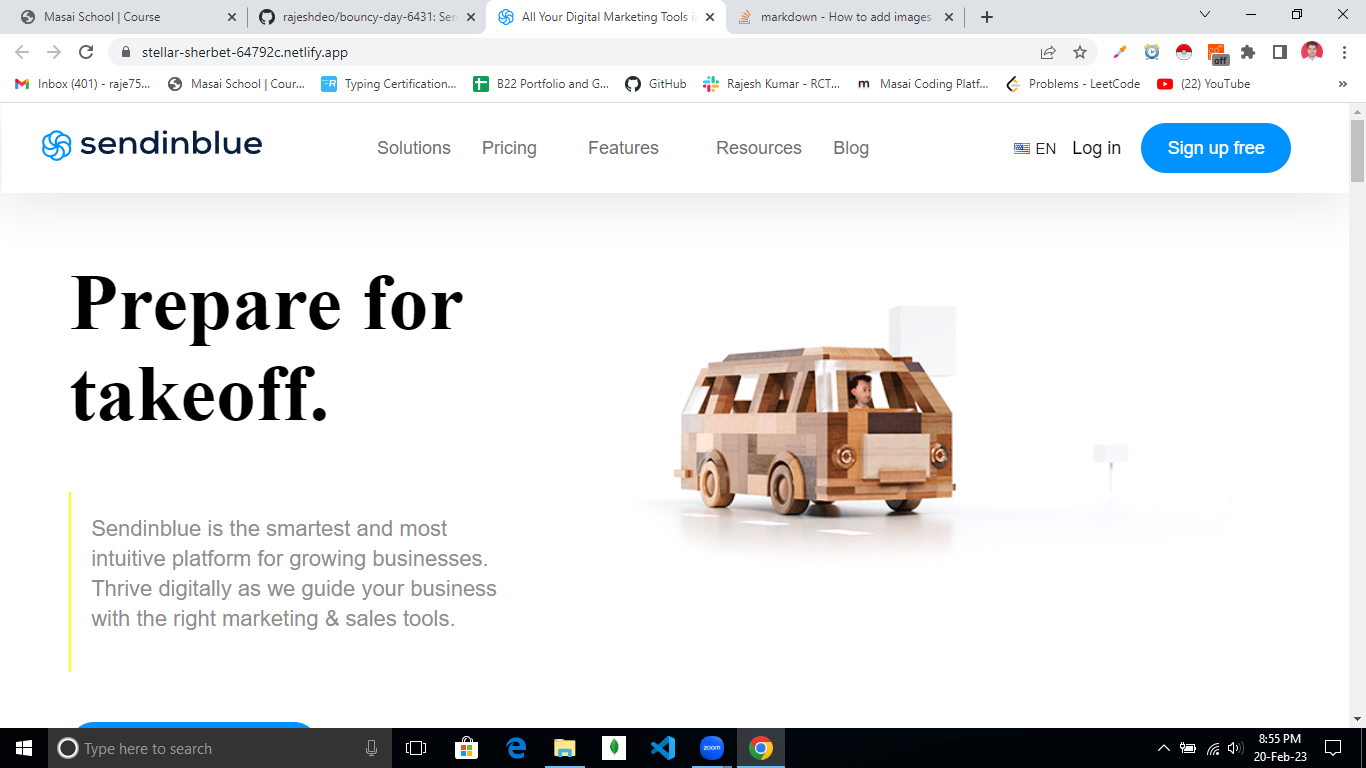 Masai School | Course
rajeshdeo/bouncy-day-6431: Sen
All Your Digital Marketing Tools i
markdown - How to add images
stellar-sherbet-64792c.netlify.app
off
Inbox (401) - raje75...
Masai School | Cour...
Typing Certification...
B22 Portfolio and G...
GitHub
Rajesh Kumar - RCT...
Masai Coding Platf...
Problems - LeetCode
(22) YouTube
sendinblue
Solutions
Pricing
Features
Resources
Blog
EN
Log in
Sign up free
Prepare for
takeoff.
Sendinblue is the smartest and most
intuitive platform for growing businesses.
Thrive digitally as we guide your business
with the right marketing & sales tools.
Type here to search
zoom
8:55 PM
20-Feb-23